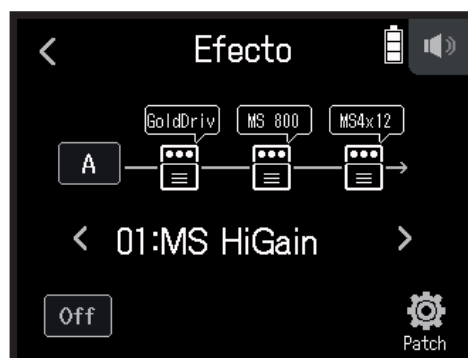 Efecto
GoldDriv MS 800 MS4x12
A
01:MS HiGain
Off
Patch